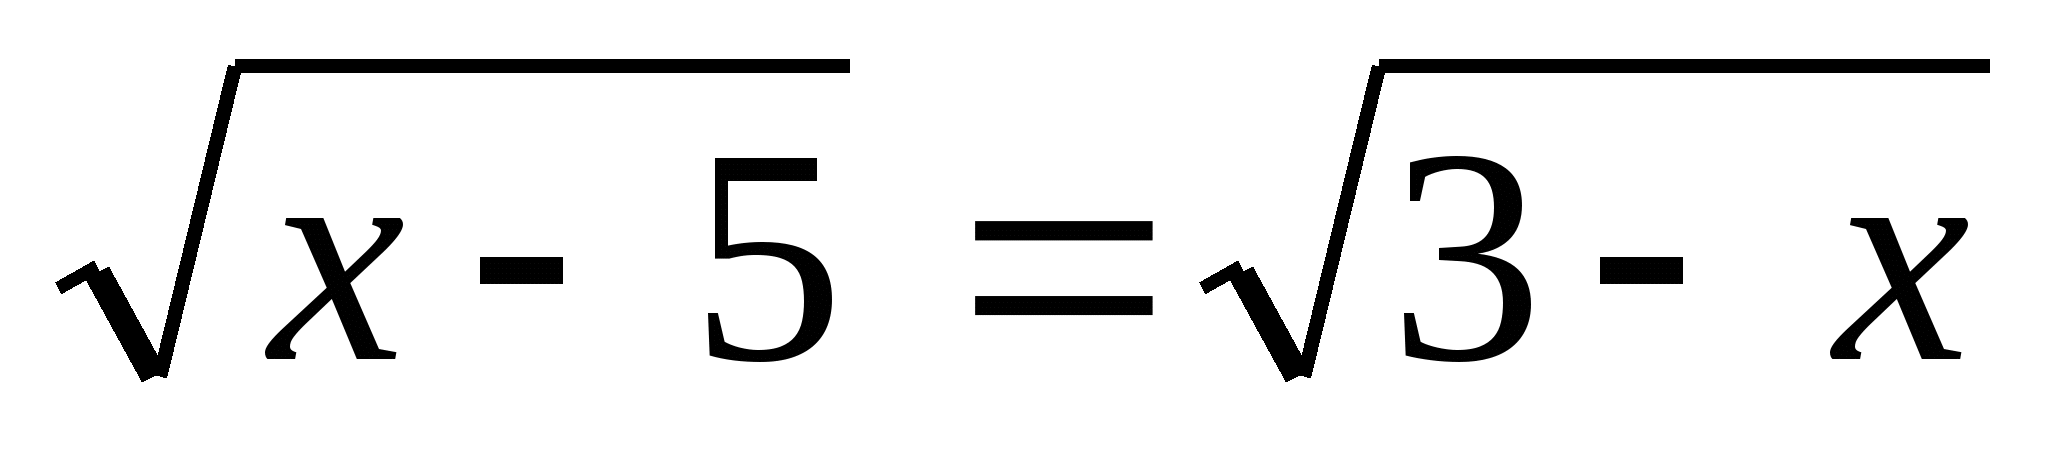 √x - 5 = √3 - x